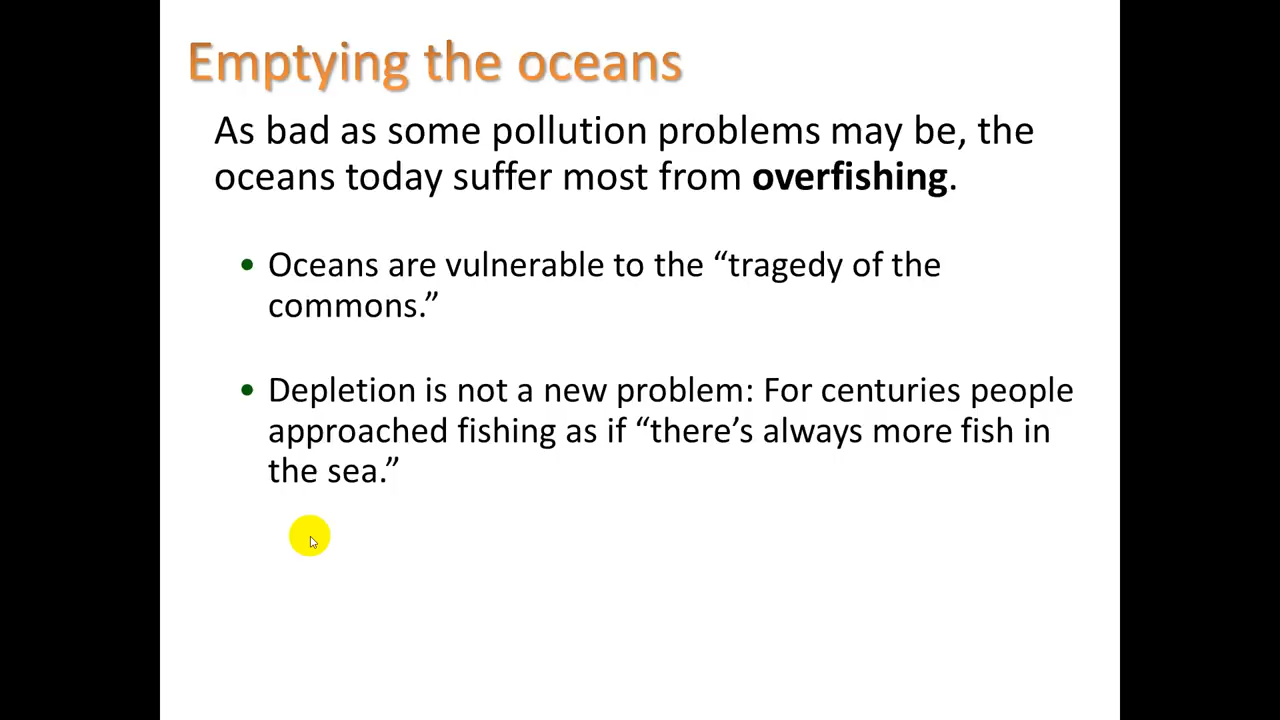 Emptying the oceans
As bad as some pollution problems may be, the
oceans today suffer most from overfishing.
• Oceans are vulnerable to the “tragedy of the
commons.”
• Depletion is not a new problem: For centuries people
approached fishing as if “there’s always more fish in
the sea.”